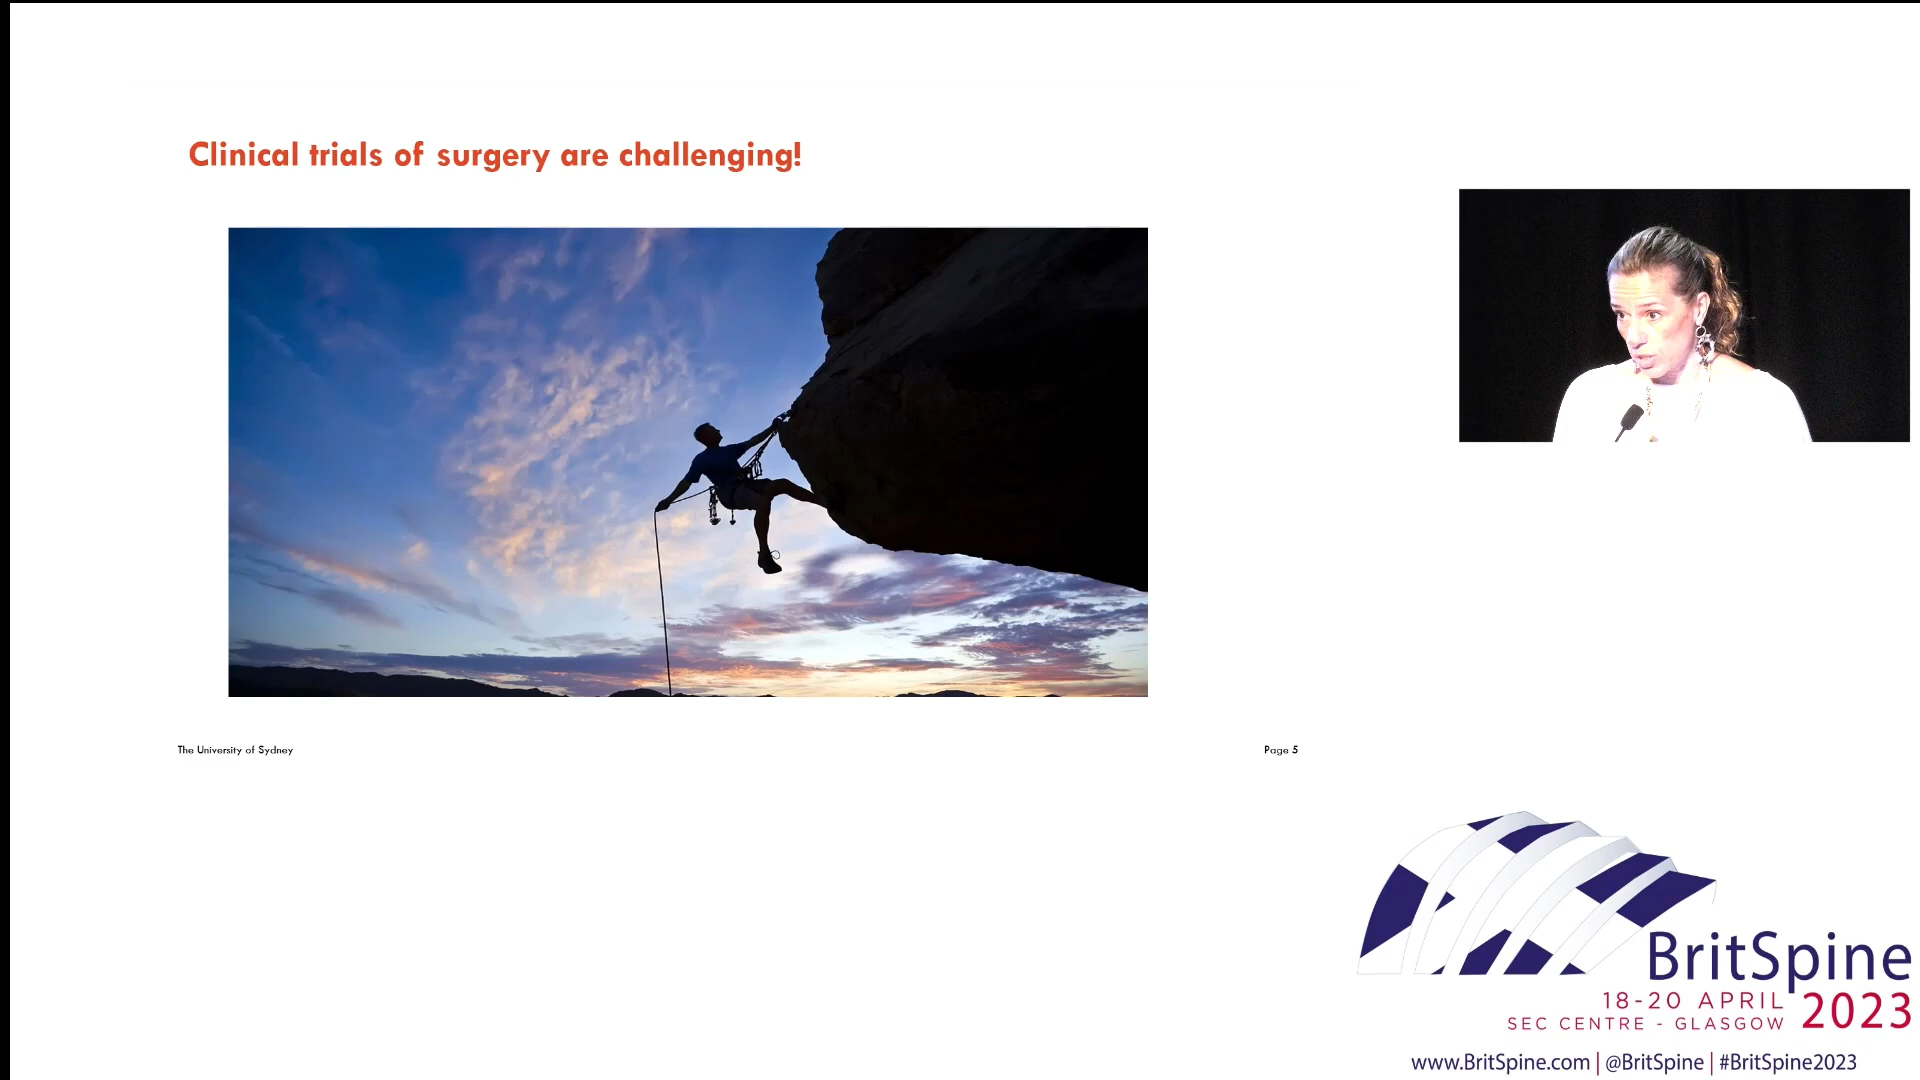 Clinical trials of surgery are challenging!
The University of Sydney
Page 5
BritSpine
18-20 APRIL
SEC CENTRE - GLASGOW
2023
www.BritSpine.com | @BritSpine | #BritSpine2023